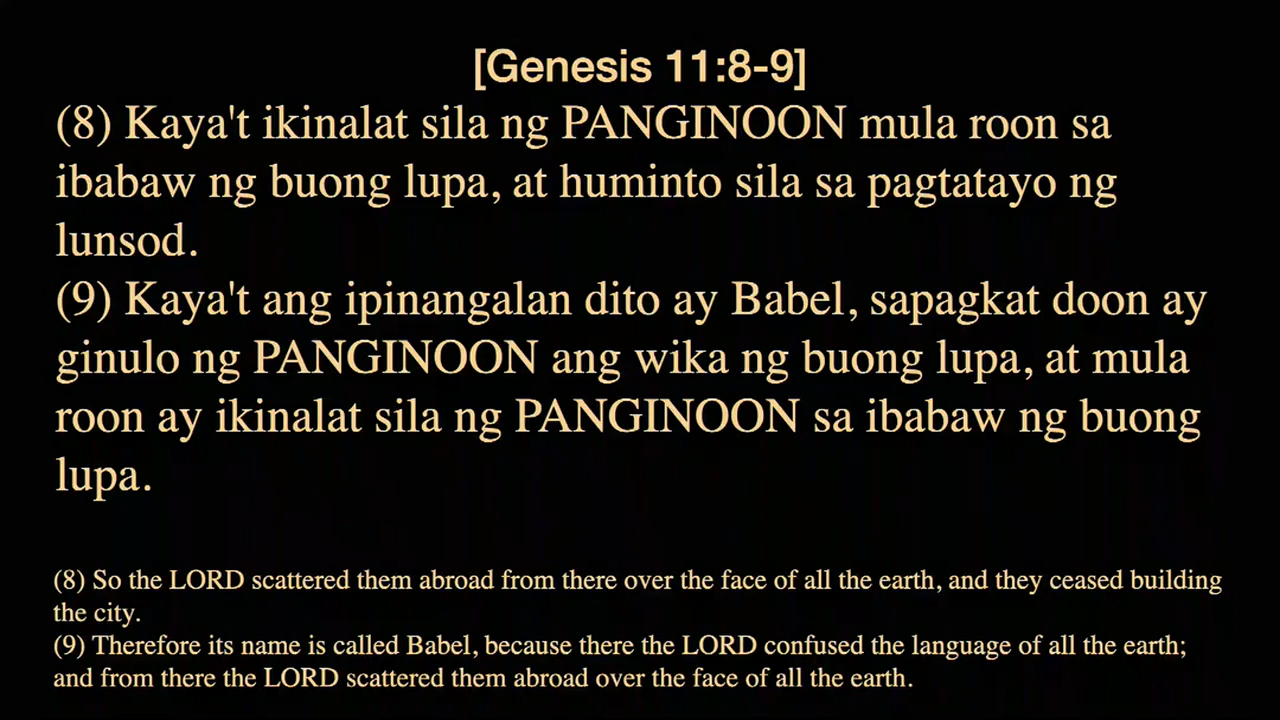 [Genesis 11:8-9]
(8) Kaya't ikinalat sila ng PANGINOON mula roon sa
ibabaw ng buong lupa, at huminto sila sa pagtatayo ng
lunsod.
(9) Kaya't ang ipinangalan dito ay Babel, sapagkat doon ay
ginulo ng PANGINOON ang wika ng buong lupa, at mula
roon ay ikinalat sila ng PANGINOON sa ibabaw ng buong
lupa.
(8) So the LORD scattered them abroad from there over the face of all the earth, and they ceased building
the city.
(9) Therefore its name is called Babel, because there the LORD confused the language of all the earth;
and from there the LORD scattered them abroad over the face of all the earth.